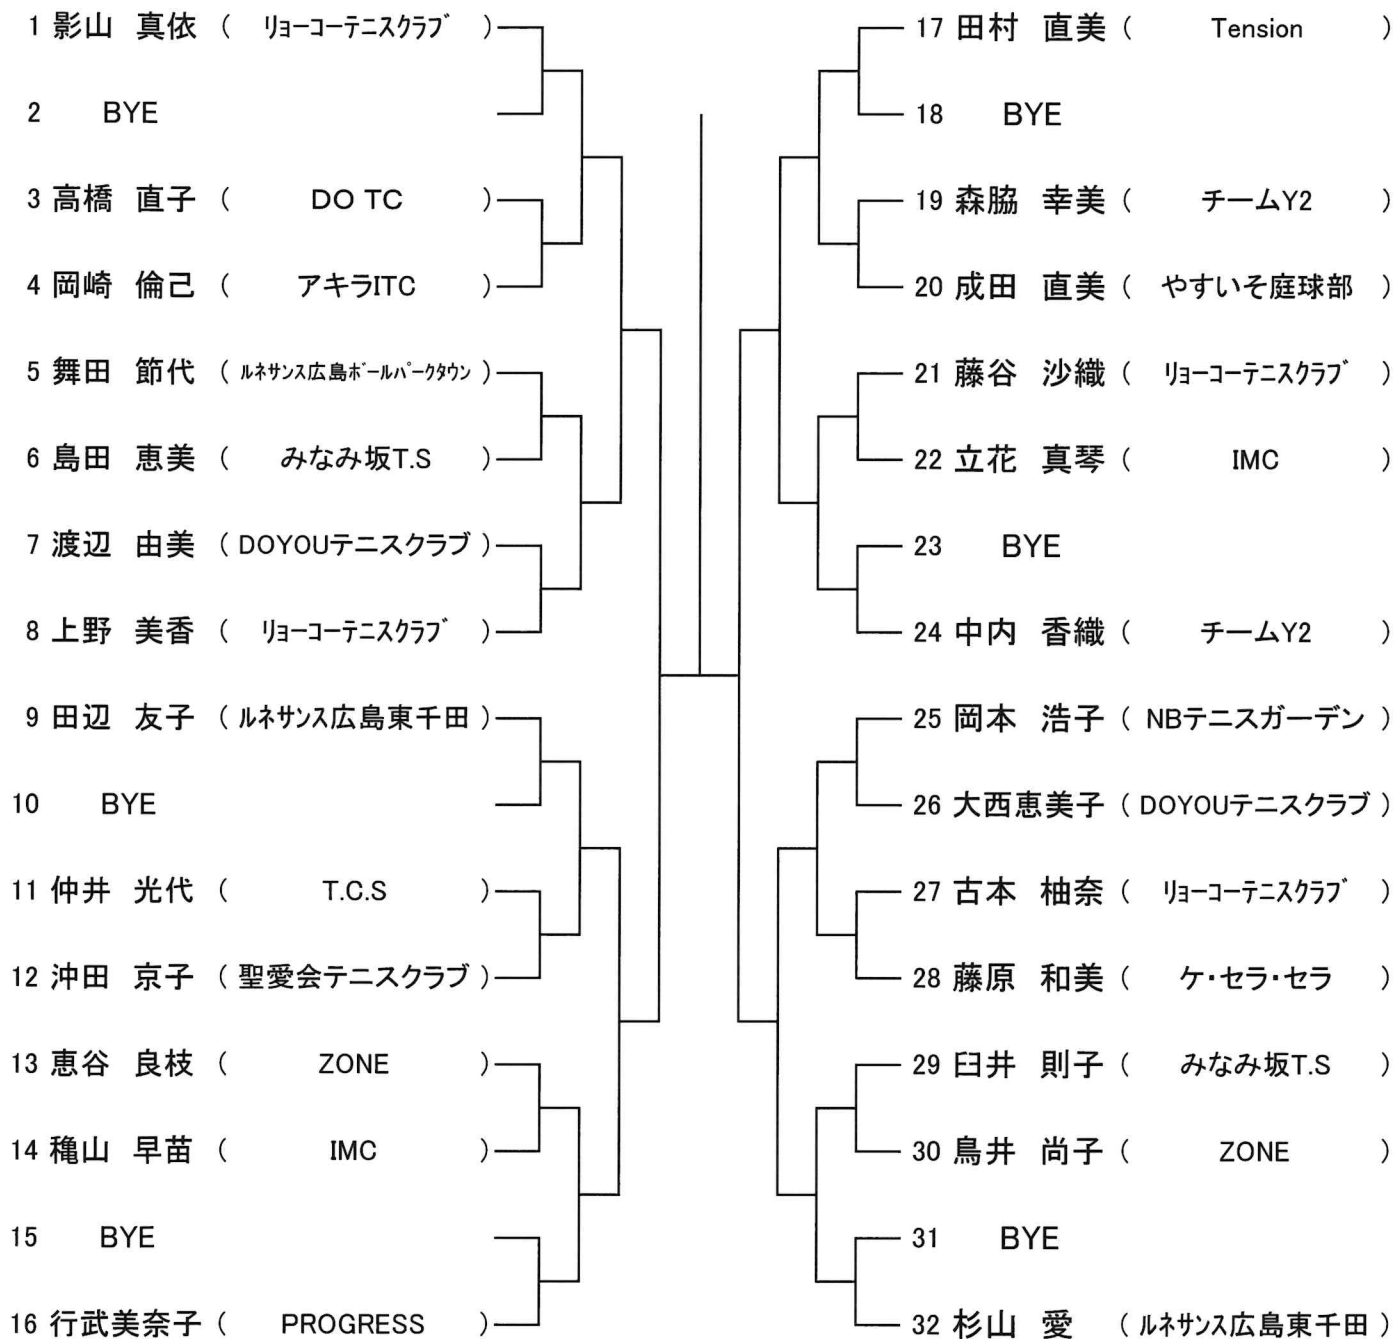 1 影山 真依 ( リョーコーテニスクラブ )
2 BYE
3 高橋 直子 ( DO TC )
4 岡崎 倫己 ( アキラITC )
5 舞田 節代 ( ルネサンス広島ボールパークタウン )
6 島田 恵美 ( みなみ坂T.S )
7 渡辺 由美 ( DOYOUテニスクラブ )
8 上野 美香 ( リョーコーテニスクラブ )
9 田辺 友子 ( ルネサンス広島東千田 )
10 BYE
11 仲井 光代 ( T.C.S )
12 沖田 京子 ( 聖愛会テニスクラブ )
13 恵谷 良枝 ( ZONE )
14 穐山 早苗 ( IMC )
15 BYE
16 行武美奈子 ( PROGRESS )
17 田村 直美 ( Tension )
18 BYE
19 森脇 幸美 ( チームY2 )
20 成田 直美 ( やすいそ庭球部 )
21 藤谷 沙織 ( リョーコーテニスクラブ )
22 立花 真琴 ( IMC )
23 BYE
24 中内 香織 ( チームY2 )
25 岡本 浩子 ( NBテニスガーデン )
26 大西恵美子 ( DOYOUテニスクラブ )
27 古本 柚奈 ( リョーコーテニスクラブ )
28 藤原 和美 ( ケ・セラ・セラ )
29 臼井 則子 ( みなみ坂T.S )
30 鳥井 尚子 ( ZONE )
31 BYE
32 杉山 愛 ( ルネサンス広島東千田 )